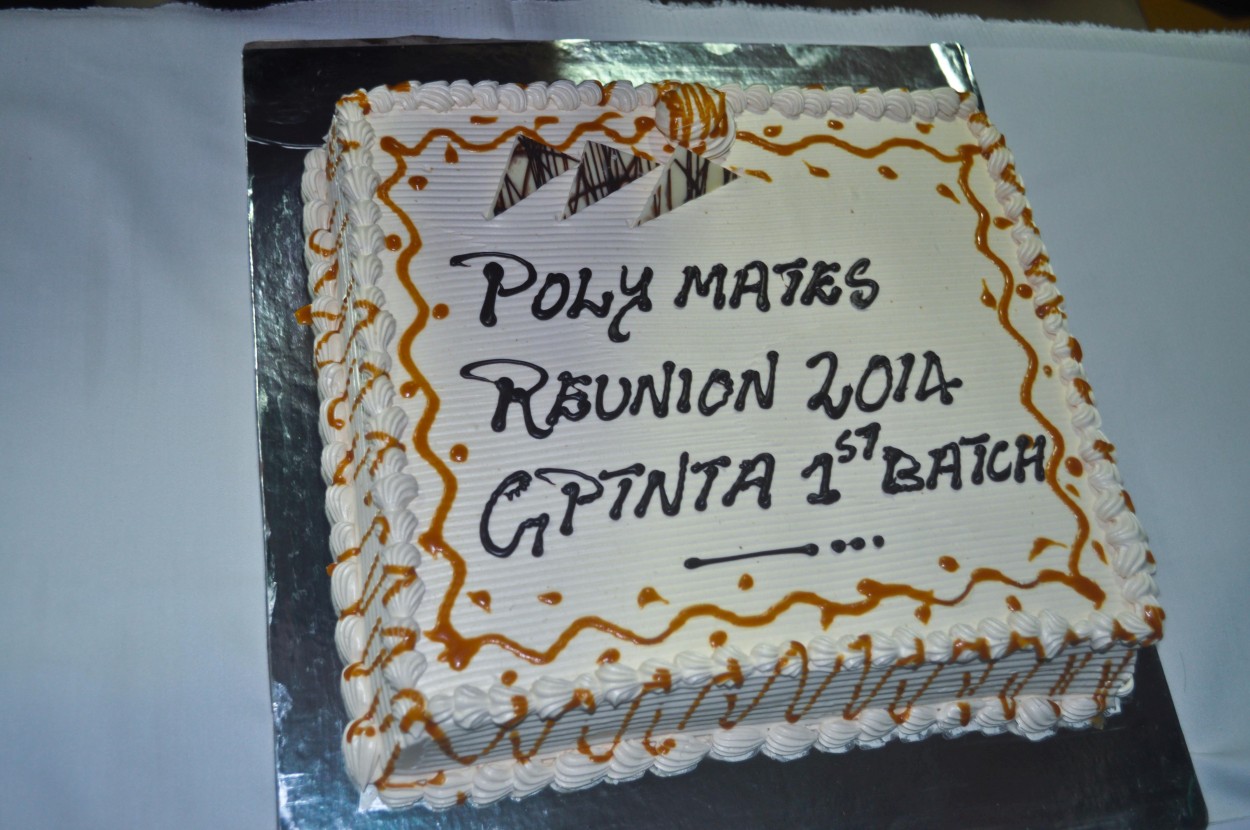 POLY MATES
REUNION 2014
GPTNTA 1ST BATCH